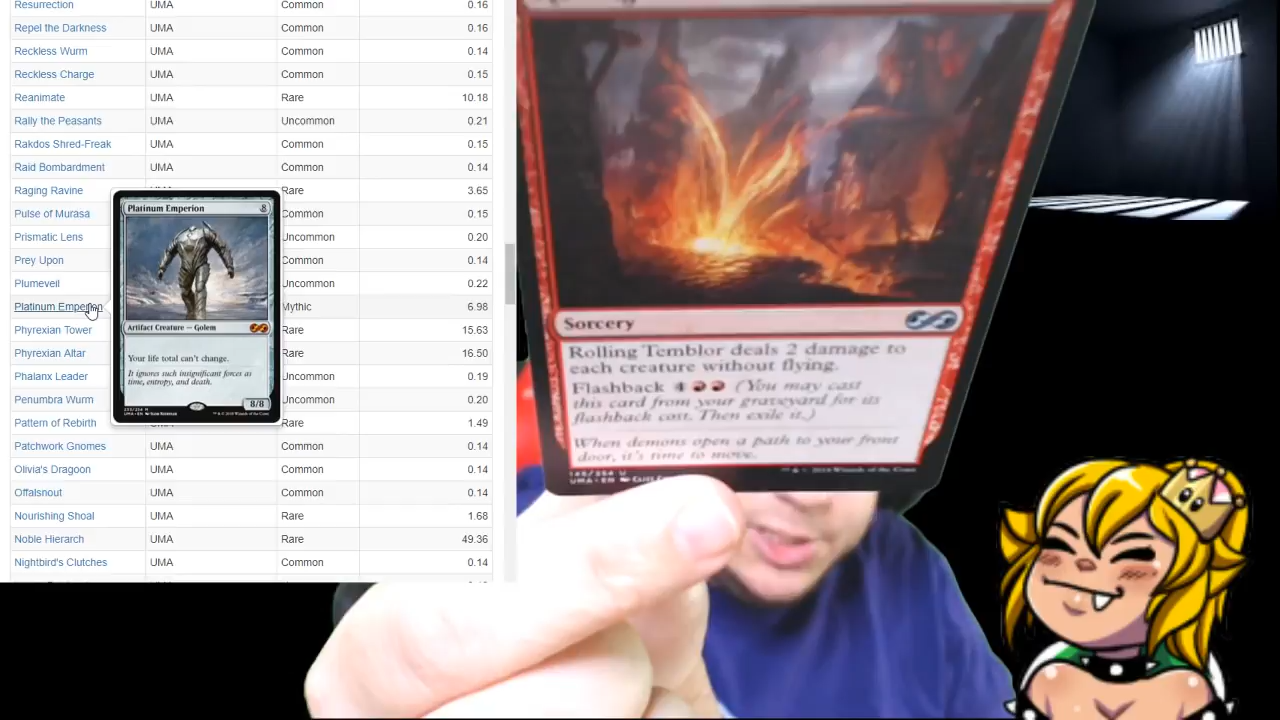 Resurrection UMA Common 0.16
Repel the Darkness UMA Common 0.16
Reckless Wurm UMA Common 0.14
Reckless Charge UMA Common 0.15
Reanimate UMA Rare 10.18
Rally the Peasants UMA Uncommon 0.21
Rakdos Shred-Freak UMA Common 0.15
Raid Bombardment UMA Common 0.14
Raging Ravine Rare 3.65
Pulse of Murasa Common 0.15
Prismatic Lens Uncommon 0.20
Prey Upon Common 0.14
Plumeveil Uncommon 0.22
Platinum Emperion Mythic 6.98
Phyrexian Tower Rare 15.63
Phyrexian Altar Rare 16.50
Phalanx Leader Uncommon 0.19
Penumbra Wurm Uncommon 0.20
Pattern of Rebirth Rare 1.49
Patchwork Gnomes UMA Common 0.14
Olivia's Dragoon UMA Common 0.14
Offalsnout UMA Common 0.14
Nourishing Shoal UMA Rare 1.68
Noble Hierarch UMA Rare 49.36
Nightbird's Clutches UMA Common 0.14
Platinum Emperion 8
Artifact Creature — Golem
Your life total can't change.
It ignores such insignificant forces as
time, entropy, and death.
8/8
Sorcery
Rolling Temblor deals 2 damage to
each creature without flying.
Flashback 4 (You may cast
this card from your graveyard for its
flashback cost. Then exile it.)
When demons open a path to your front
door, it's time to move.
UMA • EN